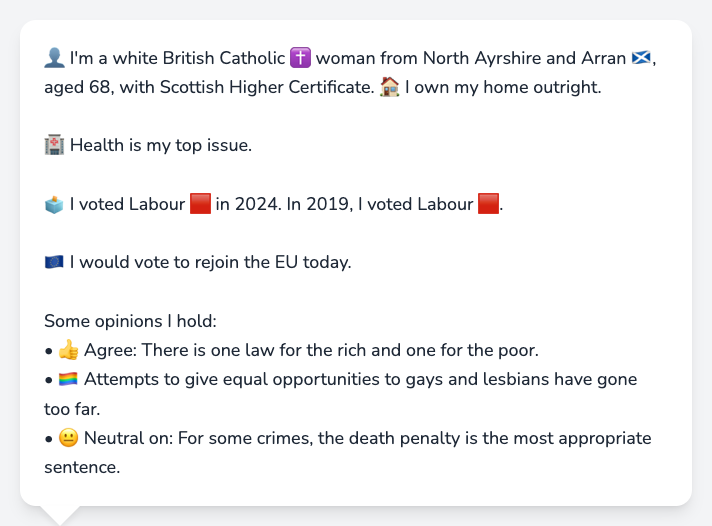 👤 I'm a white British Catholic ✝️ woman from North Ayrshire and Arran 🏴󠁧󠁢󠁳󠁣󠁴󠁿,
aged 68, with Scottish Higher Certificate. 🏠 I own my home outright.
🏥 Health is my top issue.
🗳️ I voted Labour 🟥 in 2024. In 2019, I voted Labour 🟥.
🇪🇺 I would vote to rejoin the EU today.
Some opinions I hold:
• 👍 Agree: There is one law for the rich and one for the poor.
• 🏳️‍🌈 Attempts to give equal opportunities to gays and lesbians have gone
too far.
• 😐 Neutral on: For some crimes, the death penalty is the most appropriate
sentence.